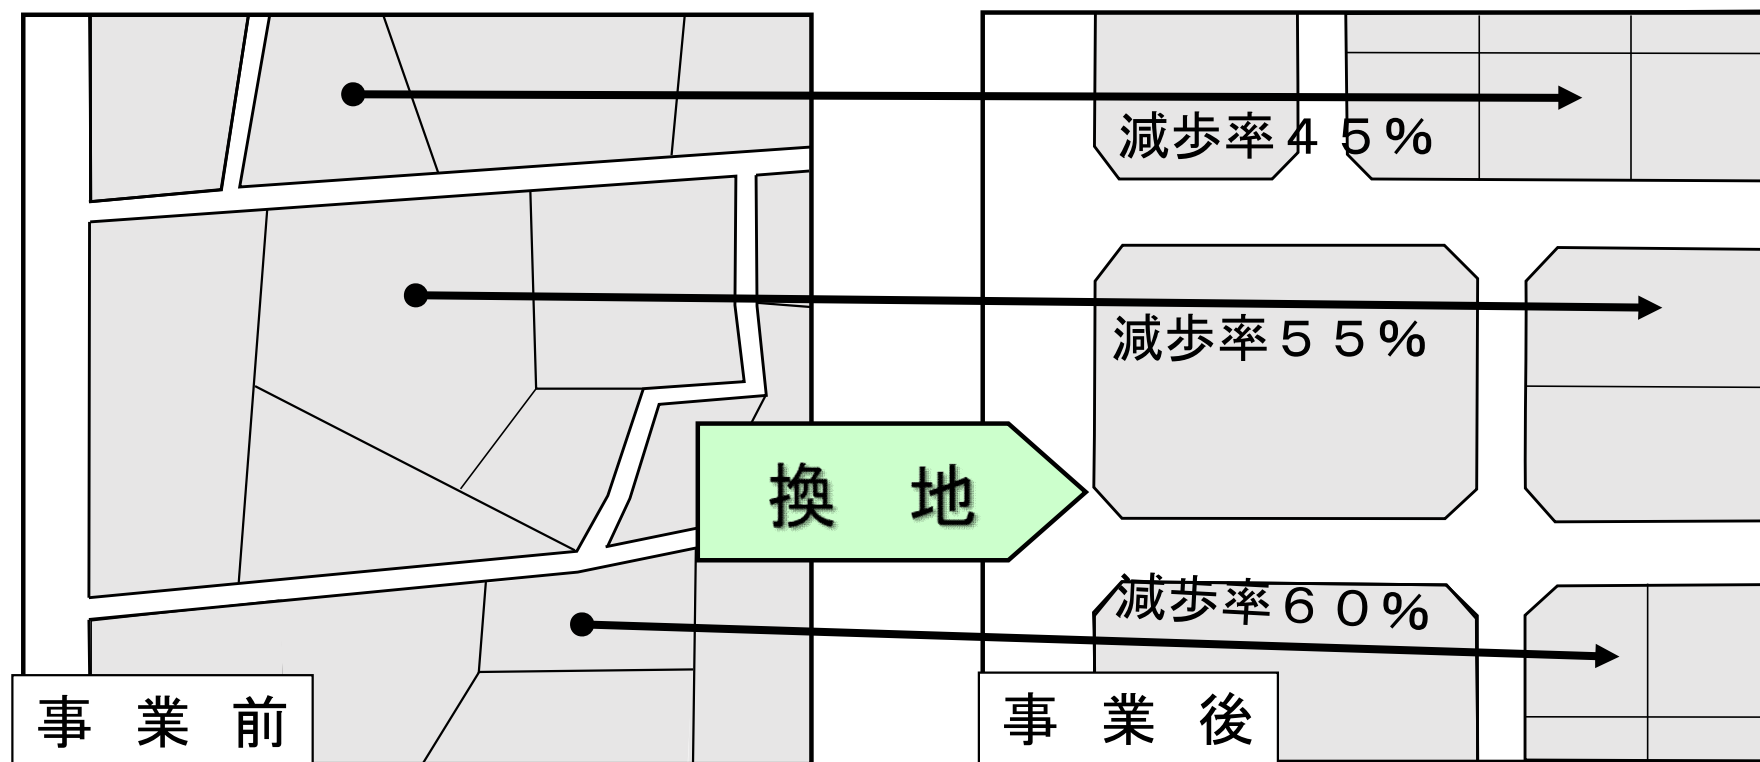 減歩率４５％
減歩率５５％
換　地
減歩率６０％
事　業　前
事　業　後